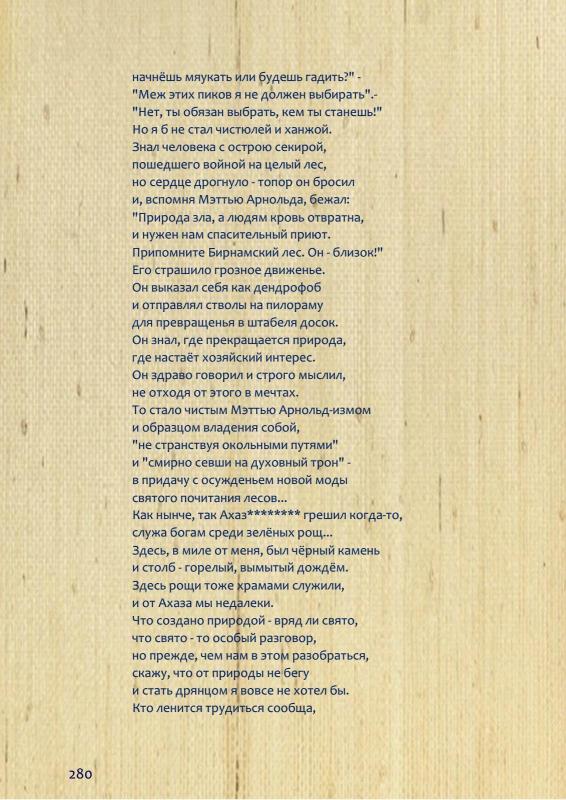 начнёшь мяукать или будешь гадить?" -
"Меж этих пиков я не должен выбирать".-
"Нет, ты обязан выбрать, кем ты станешь!"
Но я б не стал чистюлей и ханжой.
Знал человека с острою секирой,
пошедшего войной на целый лес,
но сердце дрогнуло - топор он бросил
и, вспомня Мэттью Арнольда, бежал:
"Природа зла, а людям кровь отвратна,
и нужен нам спасительный приют.
Припомните Бирнамский лес. Он - близок!"
Его страшило грозное движенье.
Он выказал себя как дендрофоб
и отправлял стволы на пилораму
для превращенья в штабеля досок.
Он знал, где прекращается природа,
где настаёт хозяйский интерес.
Он здраво говорил и строго мыслил,
не отходя от этого в мечтах.
То стало чистым Мэттью Арнольд-измом
и образцом владения собой,
"не странствуя окольными путями"
и "смирно севши на духовный трон" -
в придачу с осужденьем новой моды
святого почитания лесов...
Как нынче, так Ахаз******** грешил когда-то,
служа богам среди зелёных рощ...
Здесь, в миле от меня, был чёрный камень
и столб - горелый, вымытый дождём.
Здесь рощи тоже храмами служили,
и от Ахаза мы недалеки.
Что создано природой - вряд ли свято,
что свято - то особый разговор,
но прежде, чем нам в этом разобраться,
скажу, что от природы не бегу
и стать дрянцом я вовсе не хотел бы.
Кто ленится трудиться сообща,
280